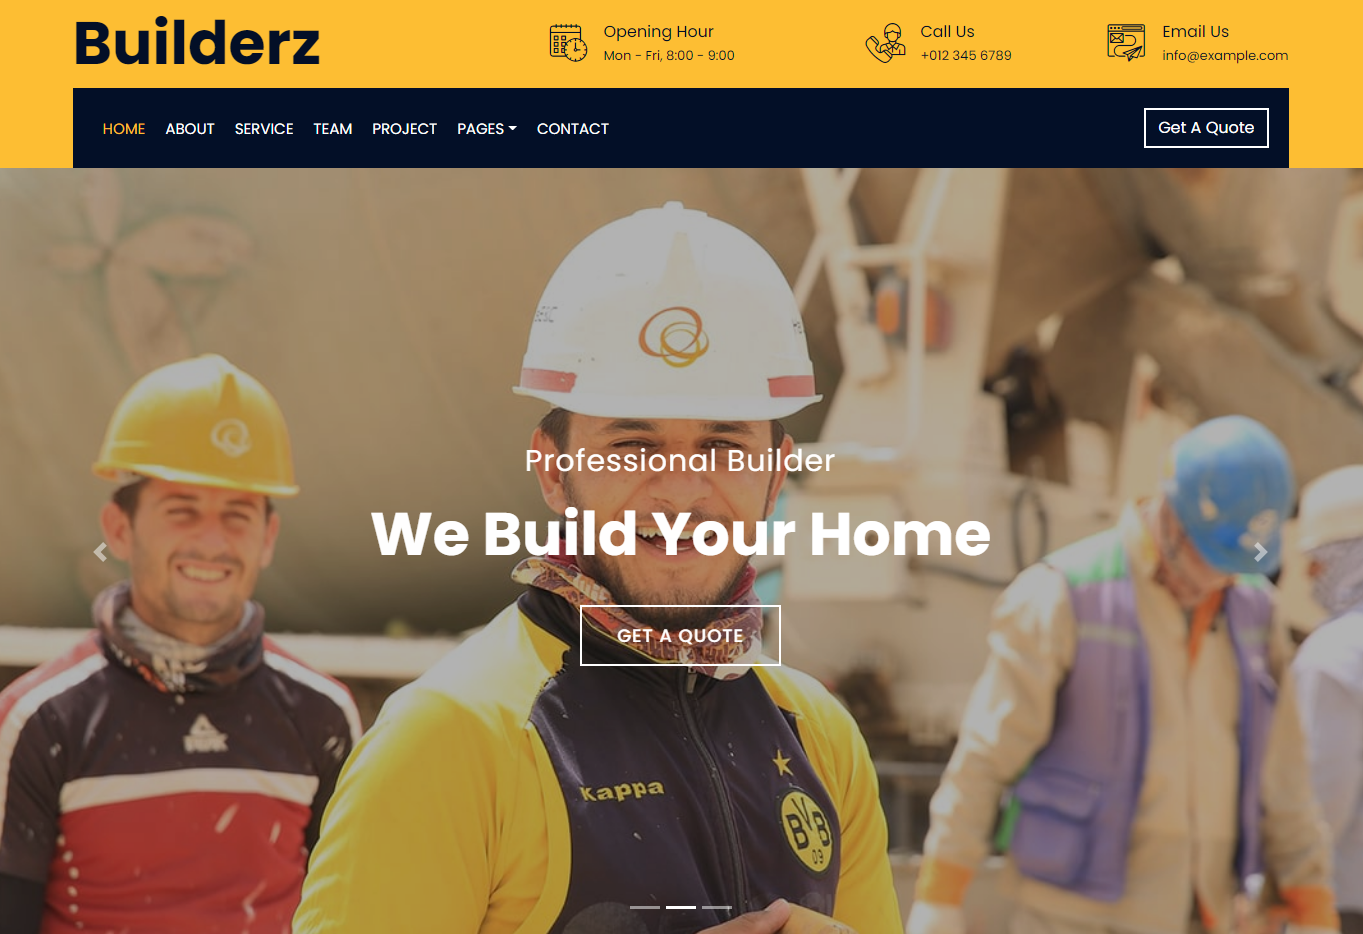 Builderz
Opening Hour
Mon - Fri, 8:00 - 9:00
Call Us
+012 345 6789
Email Us
info@example.com
HOME
ABOUT
SERVICE
TEAM
PROJECT
PAGES
CONTACT
Get A Quote
Professional Builder
We Build Your Home
GET A QUOTE
Kappa
BVB
09